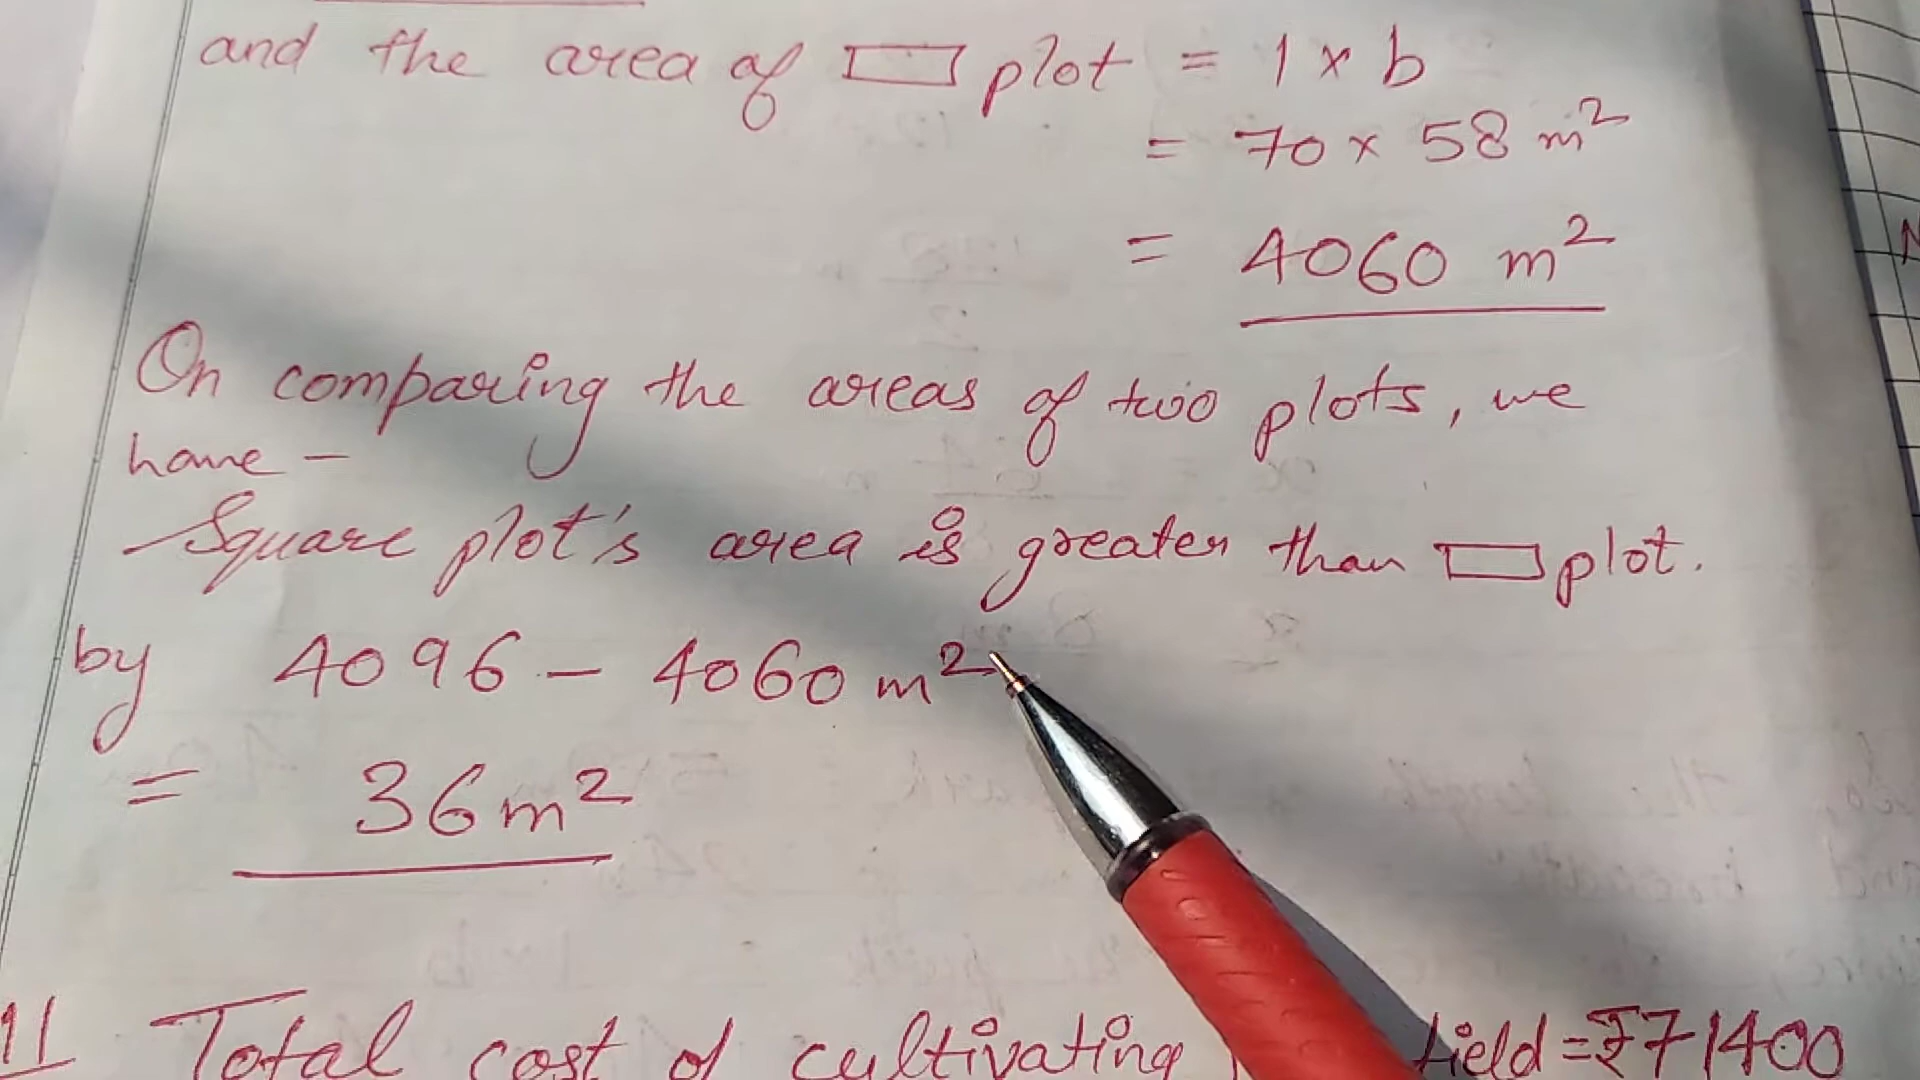 and the area of ▭ plot = l × b
= 70 × 58 m²
= 4060 m²
On comparing the areas of two plots, we
have –
Square plot's area is greater than ▭ plot.
by 4096 – 4060 m²
= 36 m²
11 Total cost of cultivating field = ₹71400